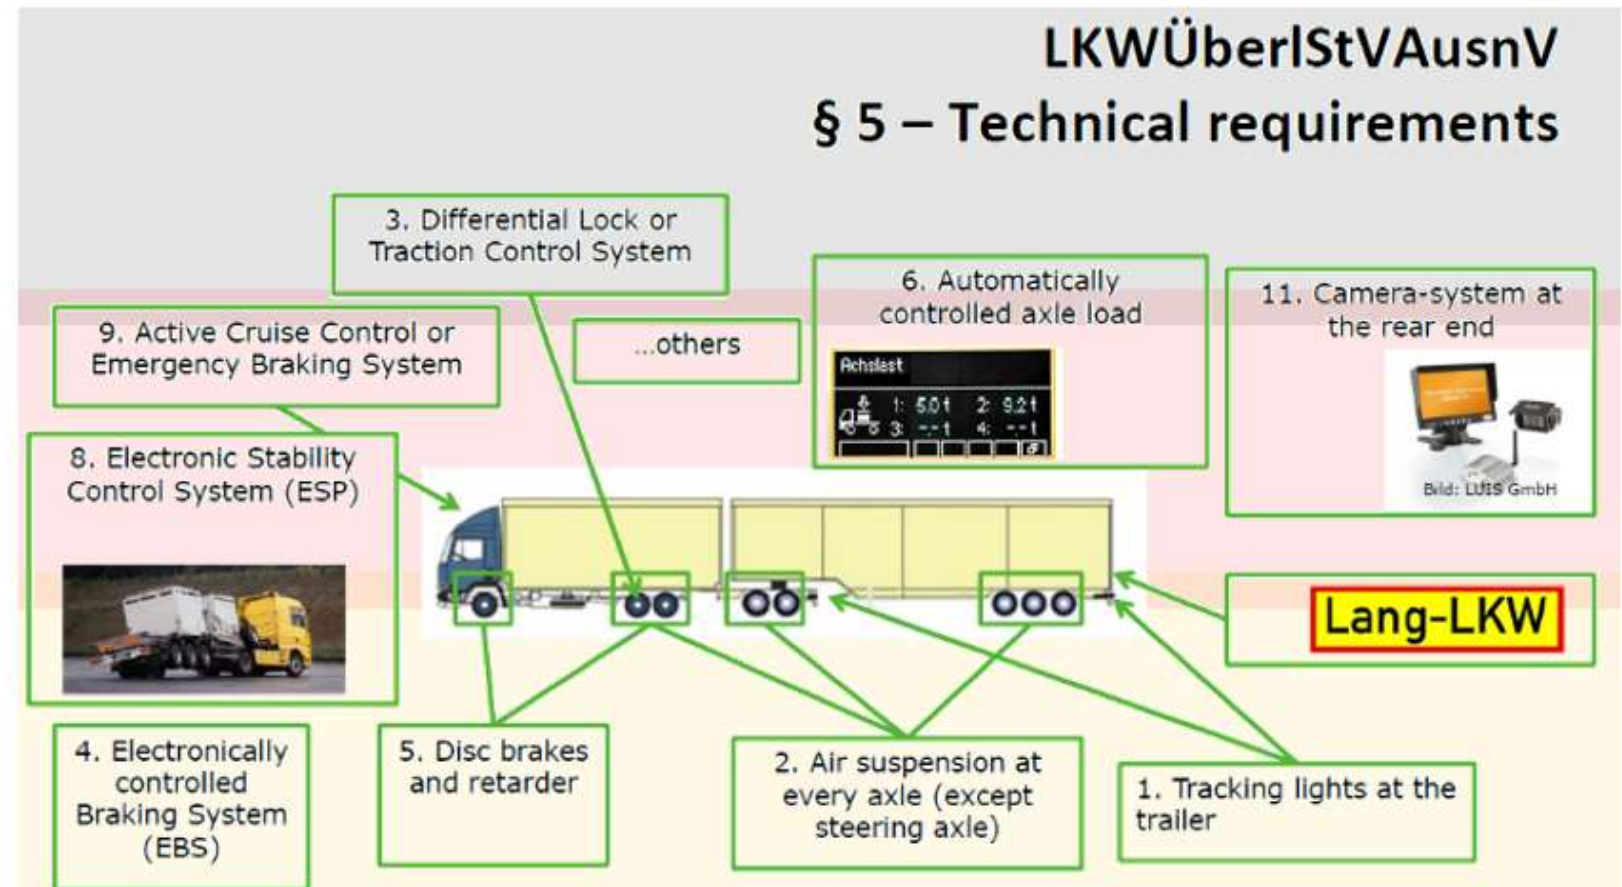 LKWÜberlStVAusnV
§ 5 – Technical requirements
3. Differential Lock or
Traction Control System
6. Automatically
controlled axle load
11. Camera-system at
the rear end
9. Active Cruise Control or
Emergency Braking System
...others
Achslast
1: 5.0 t 2: 9.2 t
3: --- t 4: --- t
8. Electronic Stability
Control System (ESP)
Bild: LUIS GmbH
Lang-LKW
4. Electronically
controlled
Braking System
(EBS)
5. Disc brakes
and retarder
2. Air suspension at
every axle (except
steering axle)
1. Tracking lights at the
trailer